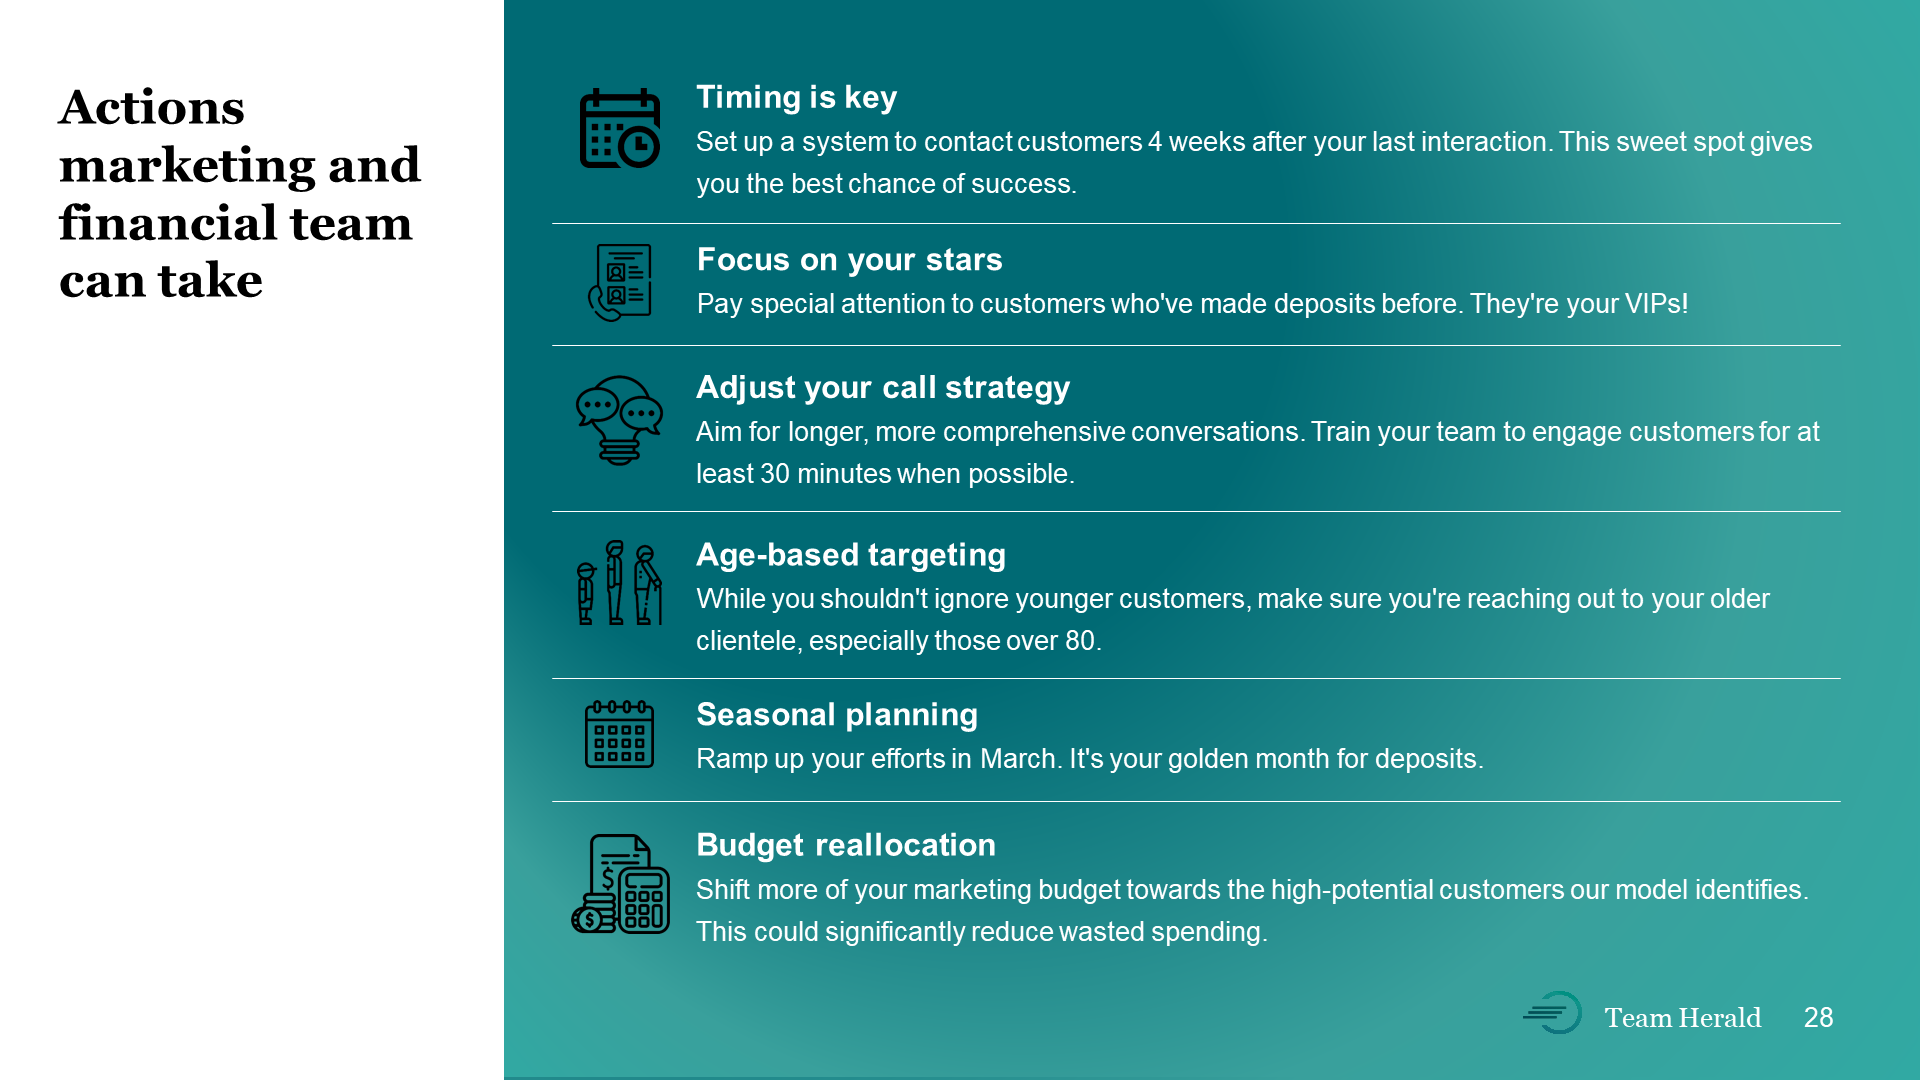 Actions
marketing and
financial team
can take
Timing is key
Set up a system to contact customers 4 weeks after your last interaction. This sweet spot gives
you the best chance of success.
Focus on your stars
Pay special attention to customers who've made deposits before. They're your VIPs!
Adjust your call strategy
Aim for longer, more comprehensive conversations. Train your team to engage customers for at
least 30 minutes when possible.
Age-based targeting
While you shouldn't ignore younger customers, make sure you're reaching out to your older
clientele, especially those over 80.
Seasonal planning
Ramp up your efforts in March. It's your golden month for deposits.
Budget reallocation
Shift more of your marketing budget towards the high-potential customers our model identifies.
This could significantly reduce wasted spending.
Team Herald 28